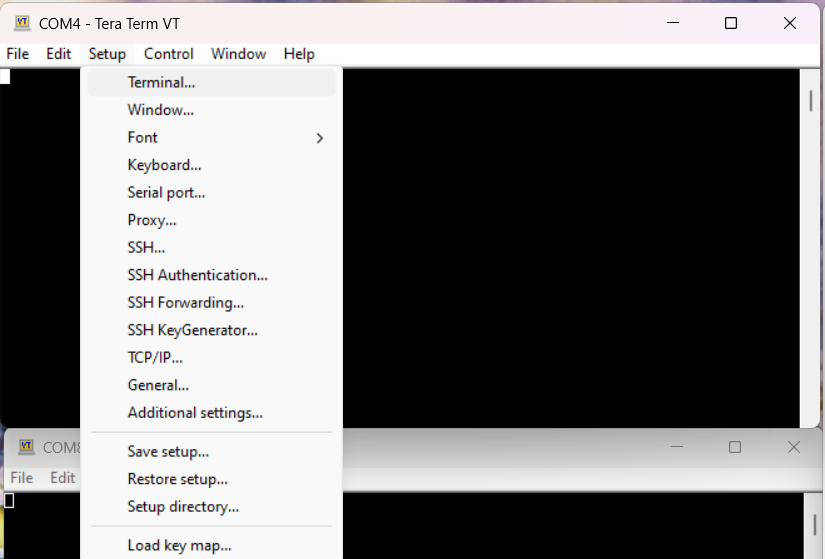 VT COM4 - Tera Term VT
File Edit Setup Control Window Help
Terminal...
Window...
Font
Keyboard...
Serial port...
Proxy...
SSH...
SSH Authentication...
SSH Forwarding...
SSH KeyGenerator...
TCP/IP...
General...
Additional settings...
VT COM8
File Edit
Save setup...
Restore setup...
Setup directory...
Load key map...